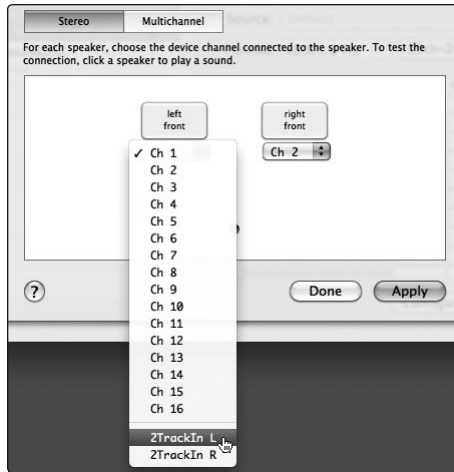 Stereo Multichannel Source: Default
For each speaker, choose the device channel connected to the speaker. To test the
connection, click a speaker to play a sound.
left
front
right
front
✓ Ch 1
Ch 2
Ch 2
Ch 3
Ch 4
Ch 5
Ch 6
Ch 7
Ch 8
Ch 9
Ch 10
Ch 11
Ch 12
Ch 13
Ch 14
Ch 15
Ch 16
2TrackIn L
2TrackIn R
?
Done Apply